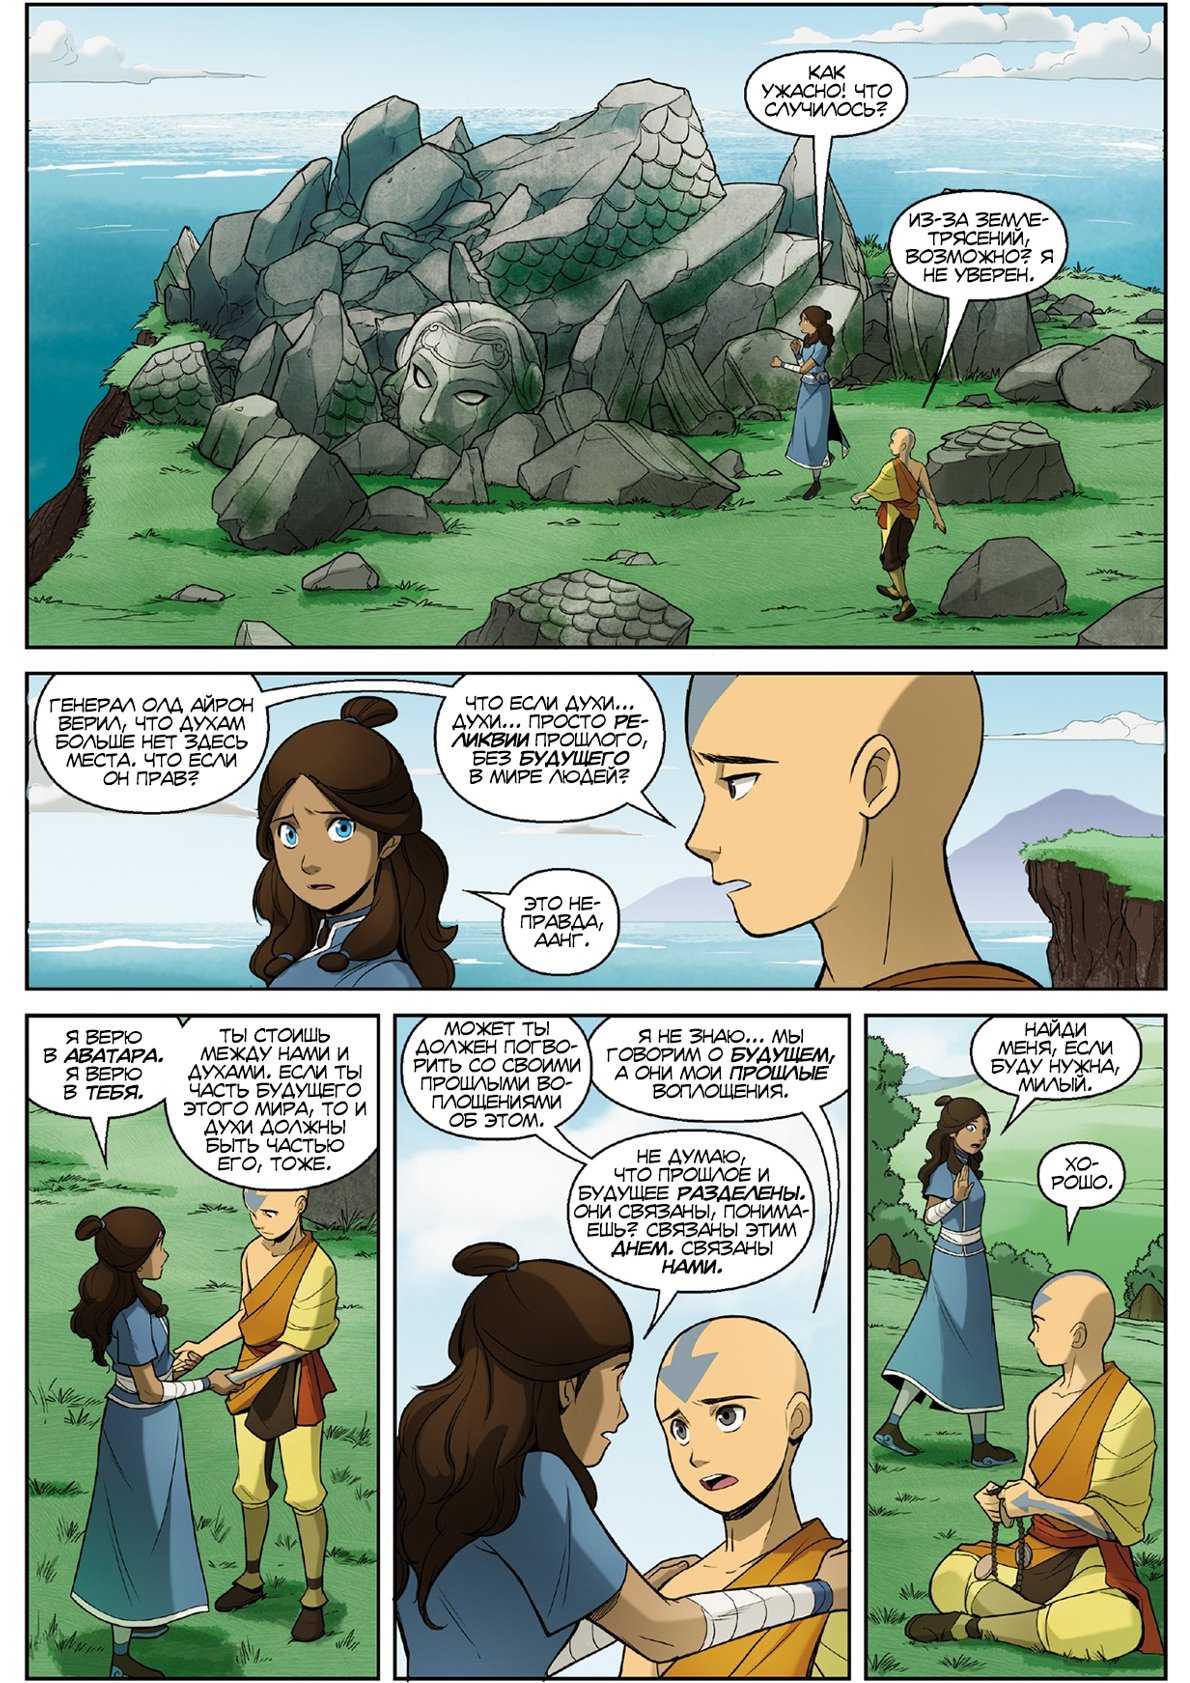 КАК
УЖАСНО! ЧТО
СЛУЧИЛОСЬ?
ИЗ-ЗА ЗЕМЛЕ-
ТРЯСЕНИЙ,
ВОЗМОЖНО? Я
НЕ УВЕРЕН.
ГЕНЕРАЛ ОЛД АЙРОН
ВЕРИЛ, ЧТО ДУХАМ
БОЛЬШЕ НЕТ ЗДЕСЬ
МЕСТА. ЧТО ЕСЛИ
ОН ПРАВ?
ЧТО ЕСЛИ ДУХИ...
ДУХИ... ПРОСТО РЕ-
ЛИКВИИ ПРОШЛОГО,
БЕЗ БУДУЩЕГО
В МИРЕ ЛЮДЕЙ?
ЭТО НЕ-
ПРАВДА,
ААНГ.
Я ВЕРЮ
В АВАТАРА.
Я ВЕРЮ
В ТЕБЯ.
ТЫ СТОИШЬ
МЕЖДУ НАМИ И
ДУХАМИ. ЕСЛИ ТЫ
ЧАСТЬ БУДУЩЕГО
ЭТОГО МИРА, ТО И
ДУХИ ДОЛЖНЫ
БЫТЬ ЧАСТЬЮ
ЕГО, ТОЖЕ.
МОЖЕТ ТЫ
ДОЛЖЕН ПОГВО-
РИТЬ СО СВОИМИ
ПРОШЛЫМИ ВО-
ПЛОЩЕНИЯМИ
ОБ ЭТОМ.
Я НЕ ЗНАЮ... МЫ
ГОВОРИМ О БУДУЩЕМ,
А ОНИ МОИ ПРОШЛЫЕ
ВОПЛОЩЕНИЯ.
НЕ ДУМАЮ,
ЧТО ПРОШЛОЕ И
БУДУЩЕЕ РАЗДЕЛЕНЫ.
ОНИ СВЯЗАНЫ, ПОНИМА-
ЕШЬ? СВЯЗАНЫ ЭТИМ
ДНЕМ. СВЯЗАНЫ
НАМИ.
НАЙДИ
МЕНЯ, ЕСЛИ
БУДУ НУЖНА,
МИЛЫЙ.
ХО-
РОШО.